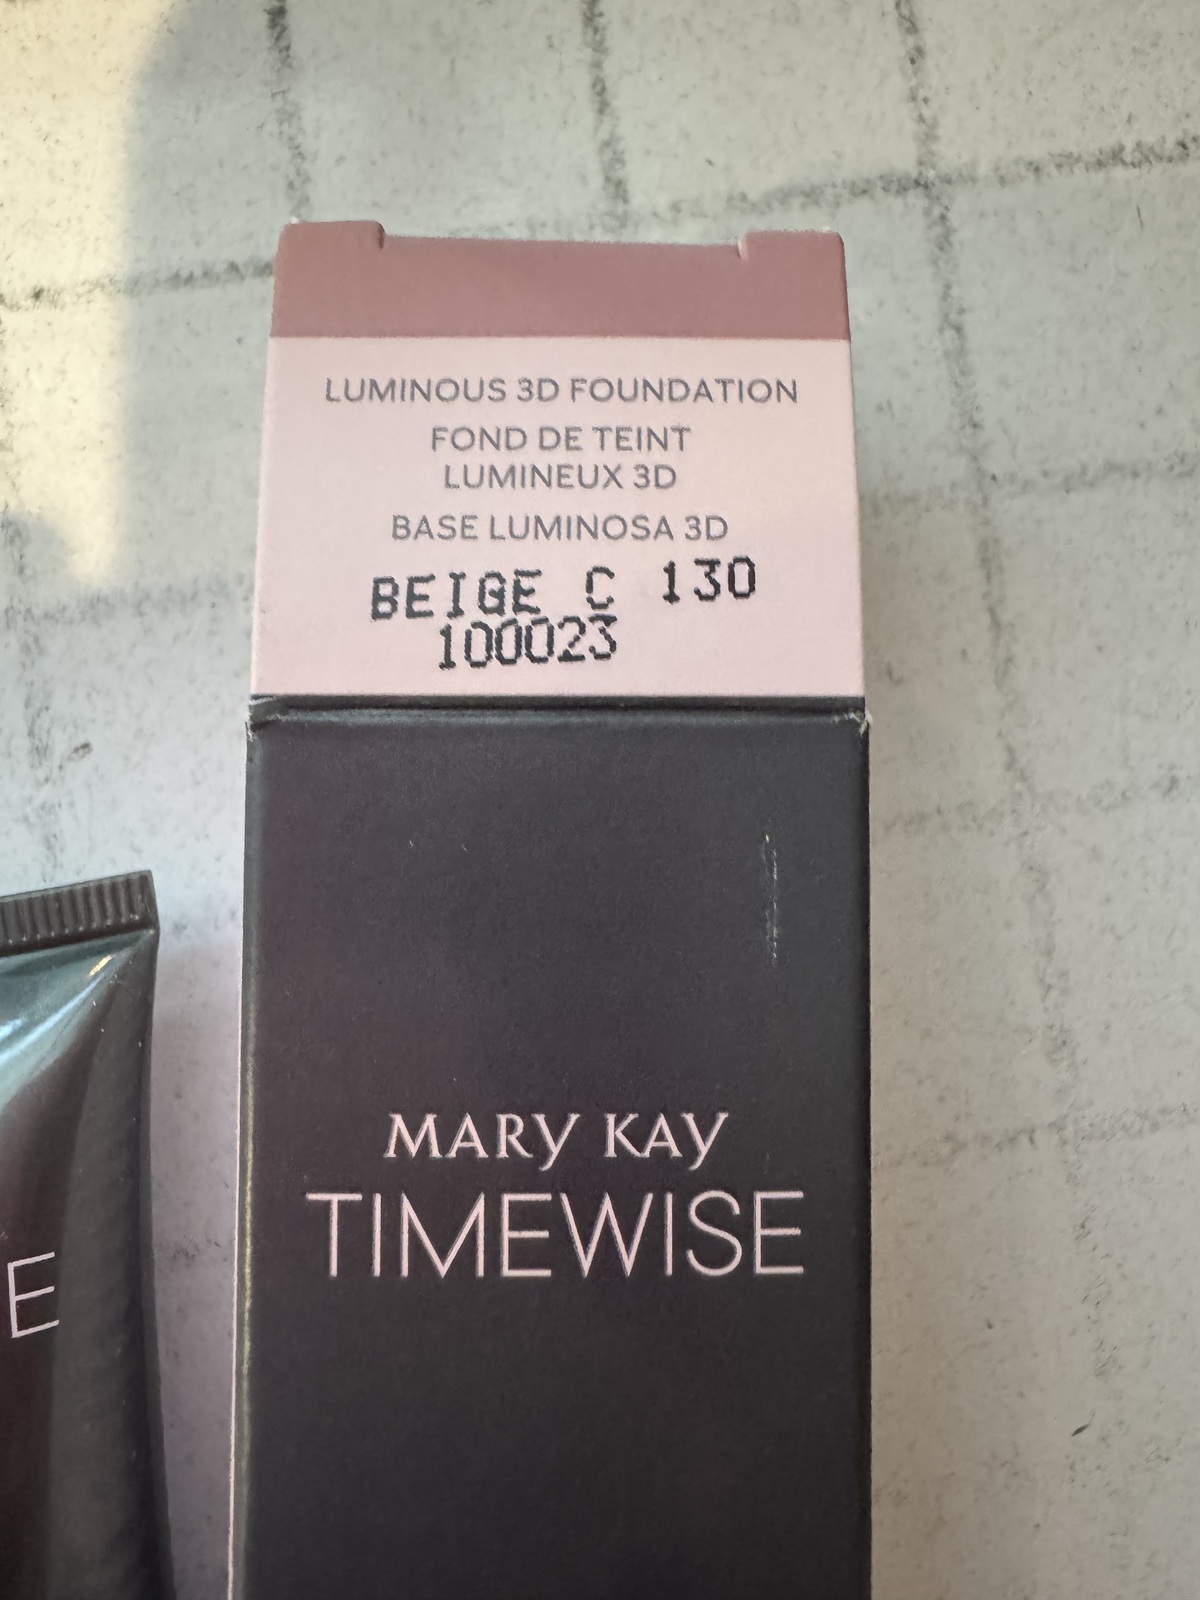 LUMINOUS 3D FOUNDATION
FOND DE TEINT
LUMINEUX 3D
BASE LUMINOSA 3D
BEIGE C 130
100023
MARY KAY
TIMEWISE
E